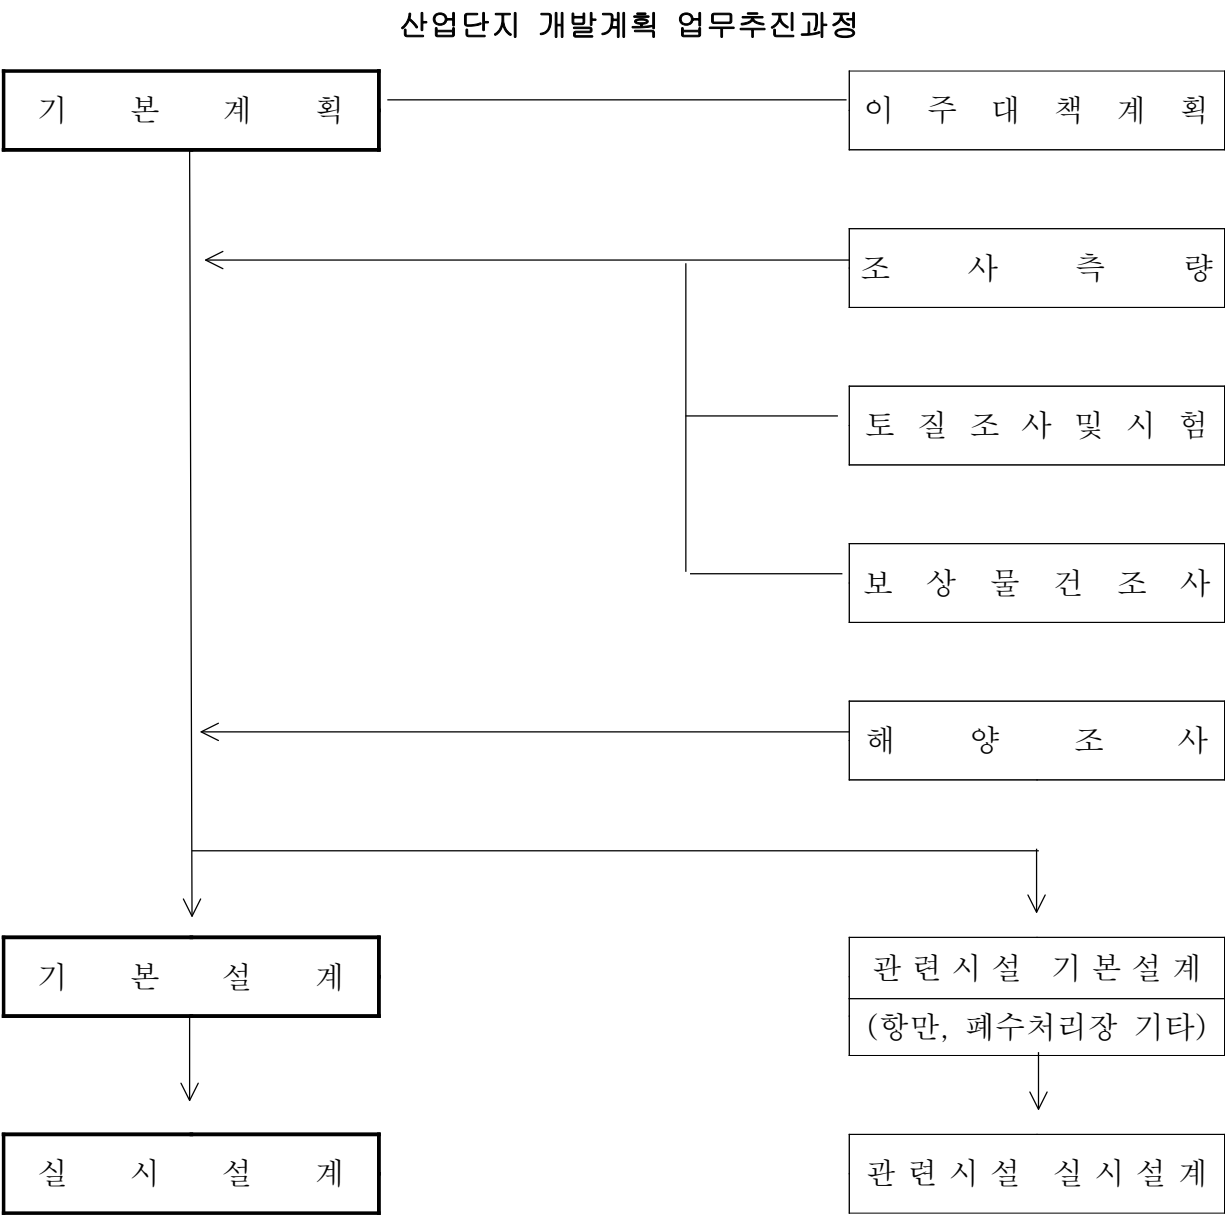 산업단지 개발계획 업무추진과정
기본계획
이주대책계획
조사측량
토질조사및시험
보상물건조사
해양조사
기본설계
관련시설 기본설계
(항만, 폐수처리장 기타)
실시설계
관련시설 실시설계